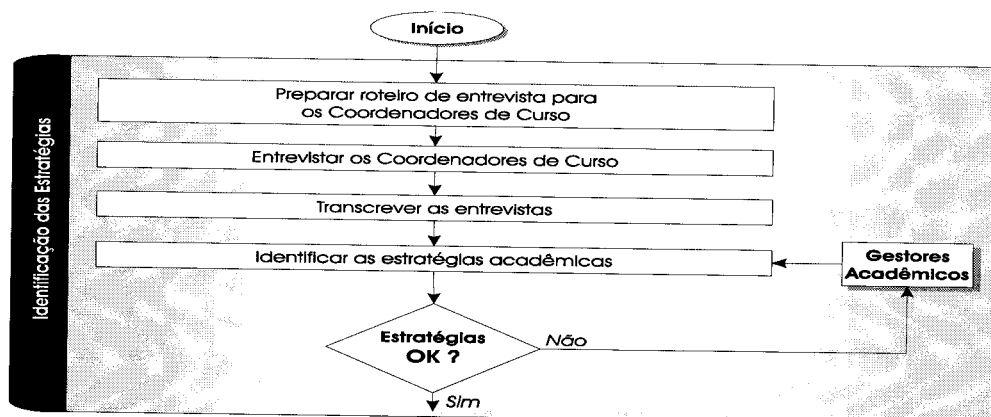 Início
Identificação das Estratégias
Preparar roteiro de entrevista para
os Coordenadores de Curso
Entrevistar os Coordenadores de Curso
Transcrever as entrevistas
Identificar as estratégias acadêmicas
Gestores
Acadêmicos
Estratégias
OK ?
Não
Sim